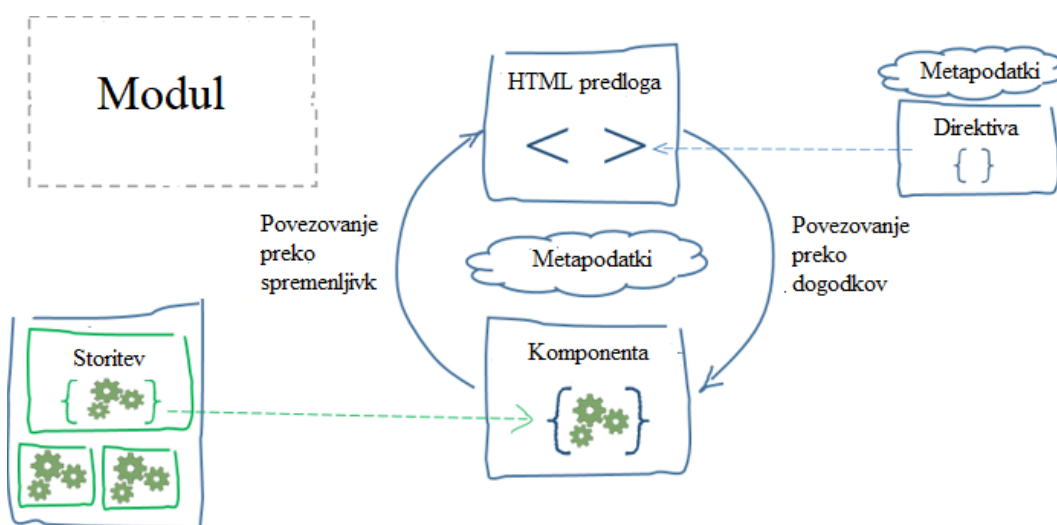 Modul
HTML predloga
< >
Metapodatki
Direktiva
{ }
Povezovanje
preko
spremenljivk
Metapodatki
Povezovanje
preko
dogodkov
Storitev
{ }
Komponenta
{ }